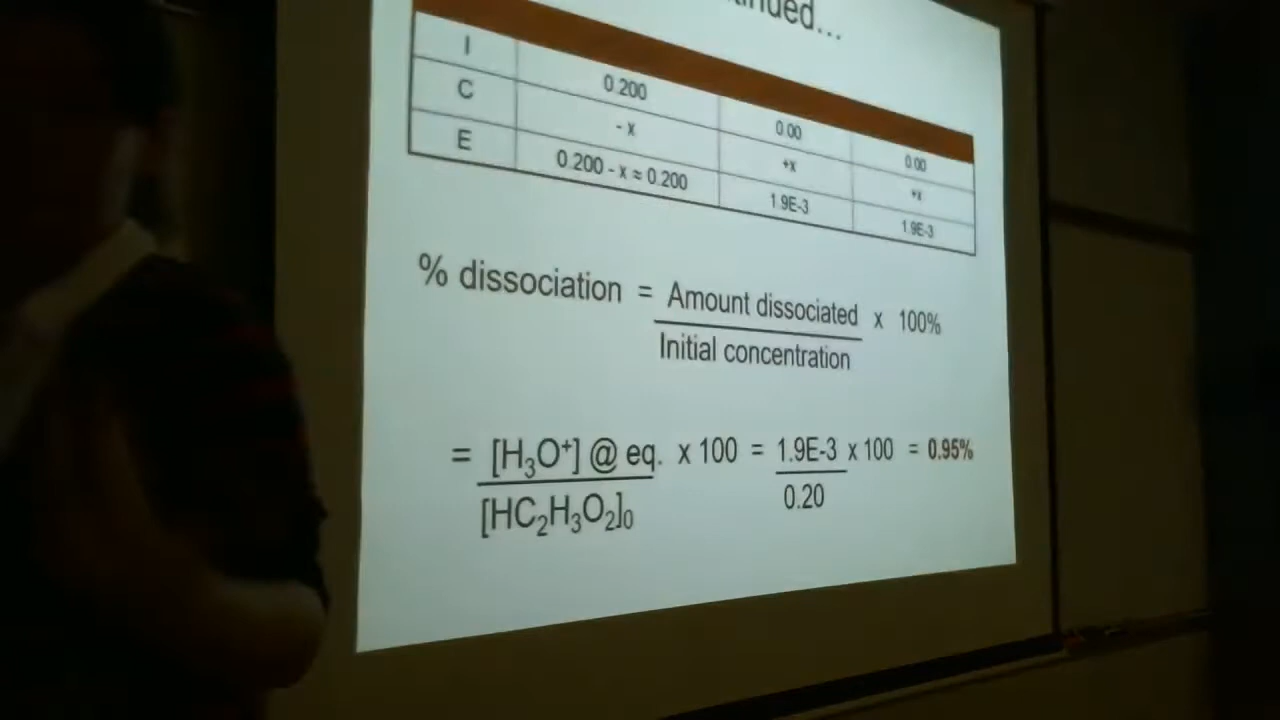 ...tinued...
I 0.200 0.00 0.00
C - x +x +x
E 0.200 - x ≈ 0.200 1.9E-3 1.9E-3
% dissociation = Amount dissociated x 100%
Initial concentration
= [H₃O⁺] @ eq. x 100 = 1.9E-3 x 100 = 0.95%
[HC₂H₃O₂]₀ 0.20